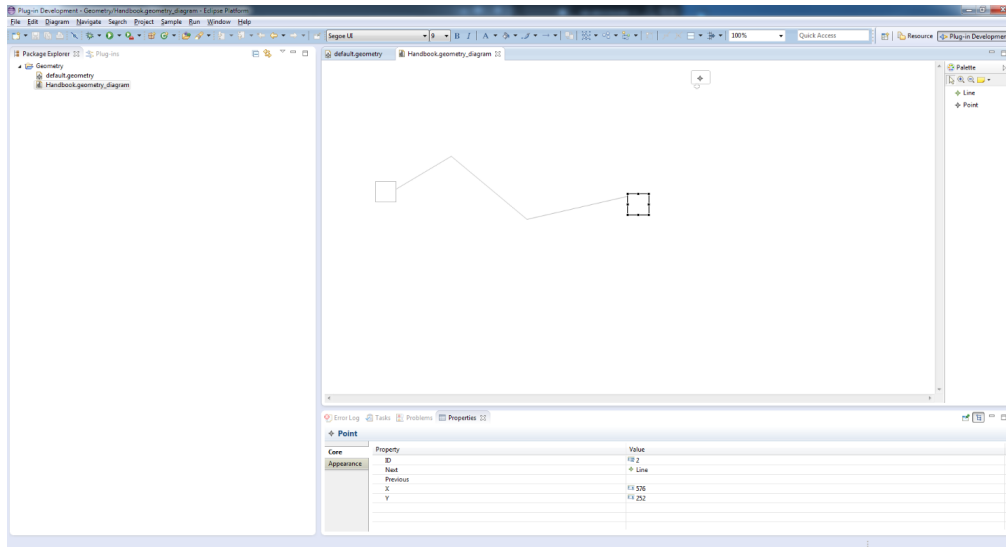 Plug-in Development - Geometry/Handbook.geometry_diagram - Eclipse Platform
File Edit Diagram Navigate Search Project Sample Run Window Help
Segoe UI 9 B I A 100% Quick Access Resource Plug-in Developmen
Package Explorer Plug-ins
default.geometry Handbook.geometry_diagram
Geometry
default.geometry
Handbook.geometry_diagram
Palette
Line
Point
Error Log Tasks Problems Properties
Point
Core
Appearance
Property Value
ID 2
Next Line
Previous
X 576
Y 252